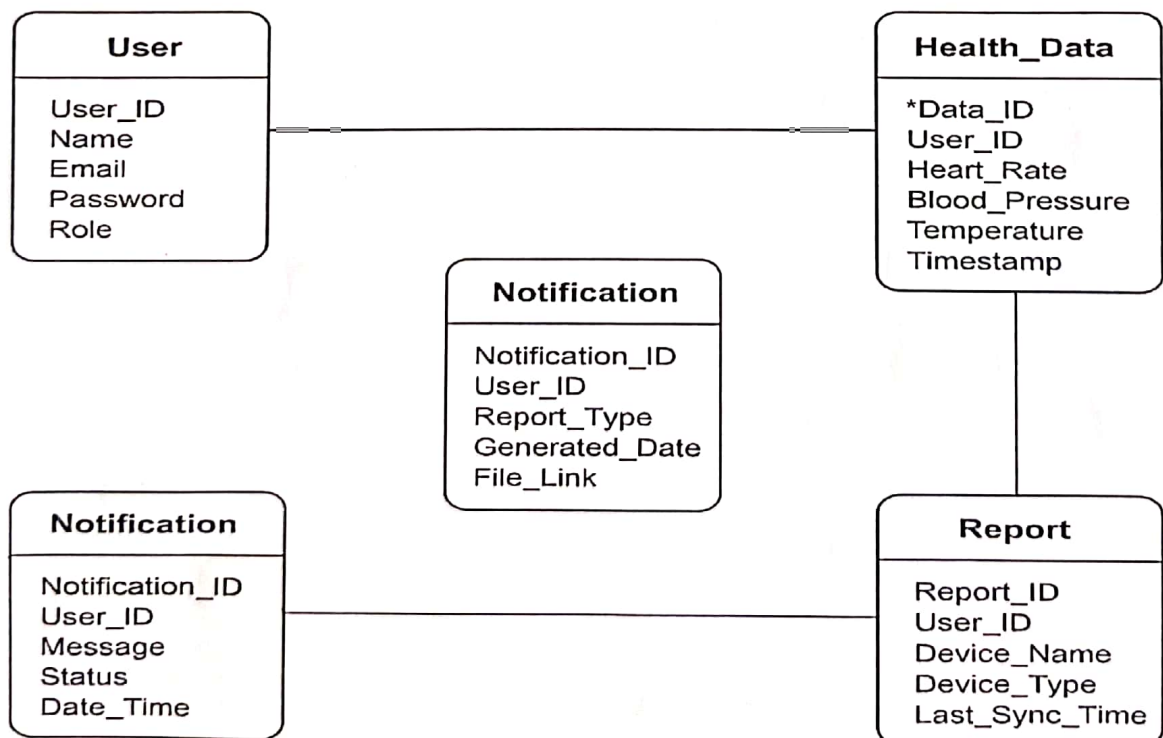 User
User_ID
Name
Email
Password
Role
Health_Data
*Data_ID
User_ID
Heart_Rate
Blood_Pressure
Temperature
Timestamp
Notification
Notification_ID
User_ID
Report_Type
Generated_Date
File_Link
Notification
Notification_ID
User_ID
Message
Status
Date_Time
Report
Report_ID
User_ID
Device_Name
Device_Type
Last_Sync_Time